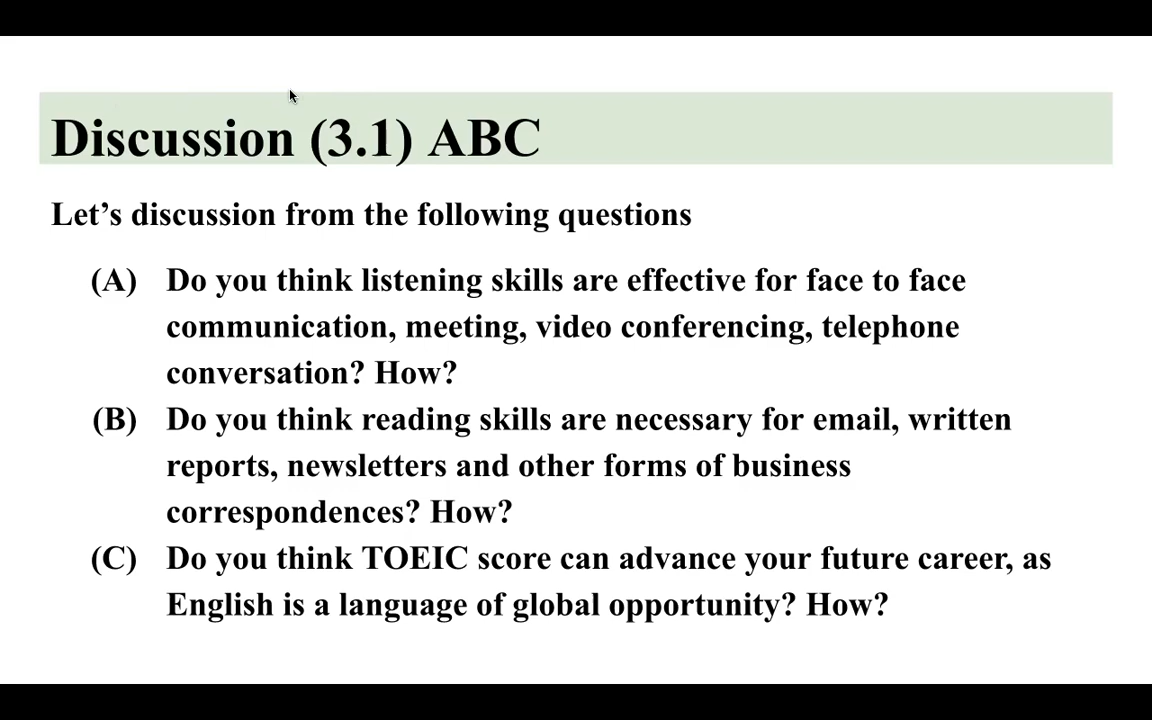 Discussion (3.1) ABC
Let’s discussion from the following questions
(A) Do you think listening skills are effective for face to face
communication, meeting, video conferencing, telephone
conversation? How?
(B) Do you think reading skills are necessary for email, written
reports, newsletters and other forms of business
correspondences? How?
(C) Do you think TOEIC score can advance your future career, as
English is a language of global opportunity? How?